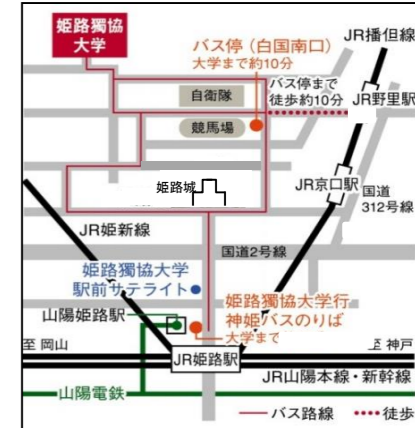 姫路獨協
大学
バス停（白国南口）
大学まで約10分
JR播但線
自衛隊
バス停まで
徒歩約10分
JR野里駅
競馬場
姫路城
JR京口駅
国道
312号線
JR姫新線
国道2号線
姫路獨協大学
駅前サテライト
姫路獨協大学行
神姫バスのりば
大学まで
山陽姫路駅
至 岡山
至 神戸
JR姫路駅
JR山陽本線・新幹線
山陽電鉄
バス路線
徒歩